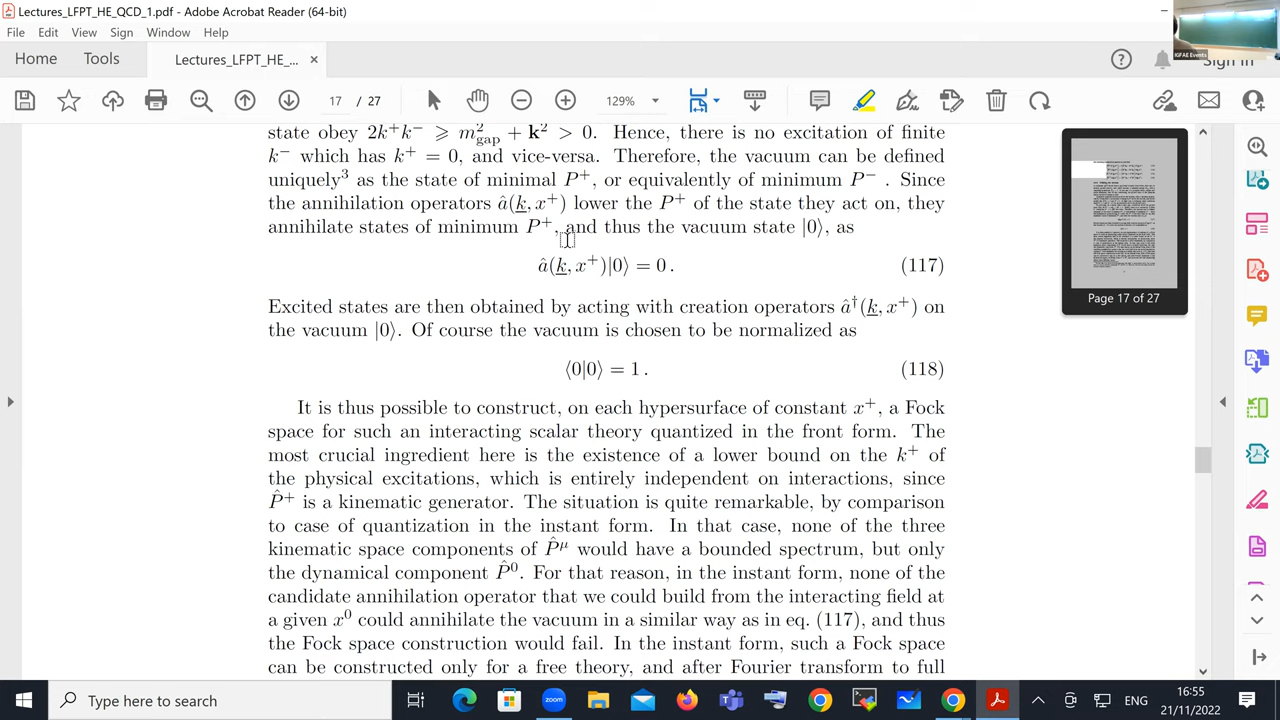 Lectures_LFPT_HE_QCD_1.pdf - Adobe Acrobat Reader (64-bit)
File Edit View Sign Window Help
Home Tools Lectures_LFPT_HE_... × Sign In
IGFAE Events
17 / 27 129%
state obey 2k⁺k⁻ ⩾ m²_gap + k² > 0. Hence, there is no excitation of finite
k⁻ which has k⁺ = 0, and vice-versa. Therefore, the vacuum can be defined
uniquely³ as the state of minimal P⁺, or equivalently of minimum P⁻. Since
the annihilation operators â(k, x⁺) lower the P⁺ of the state they act on, they
annihilate states of minimum P⁺, and thus the vacuum state |0⟩, as
â(k, x⁺)|0⟩ = 0 . (117)
Excited states are then obtained by acting with creation operators â†(k, x⁺) on
the vacuum |0⟩. Of course the vacuum is chosen to be normalized as
⟨0|0⟩ = 1 . (118)
It is thus possible to construct, on each hypersurface of constant x⁺, a Fock
space for such an interacting scalar theory quantized in the front form. The
most crucial ingredient here is the existence of a lower bound on the k⁺ of
the physical excitations, which is entirely independent on interactions, since
P̂⁺ is a kinematic generator. The situation is quite remarkable, by comparison
to case of quantization in the instant form. In that case, none of the three
kinematic space components of P̂^μ would have a bounded spectrum, but only
the dynamical component P̂⁰. For that reason, in the instant form, none of the
candidate annihilation operator that we could build from the interacting field at
a given x⁰ could annihilate the vacuum in a similar way as in eq. (117), and thus
the Fock space construction would fail. In the instant form, such a Fock space
can be constructed only for a free theory, and after Fourier transform to full
Page 17 of 27
Type here to search
zoom
ENG
16:55
21/11/2022